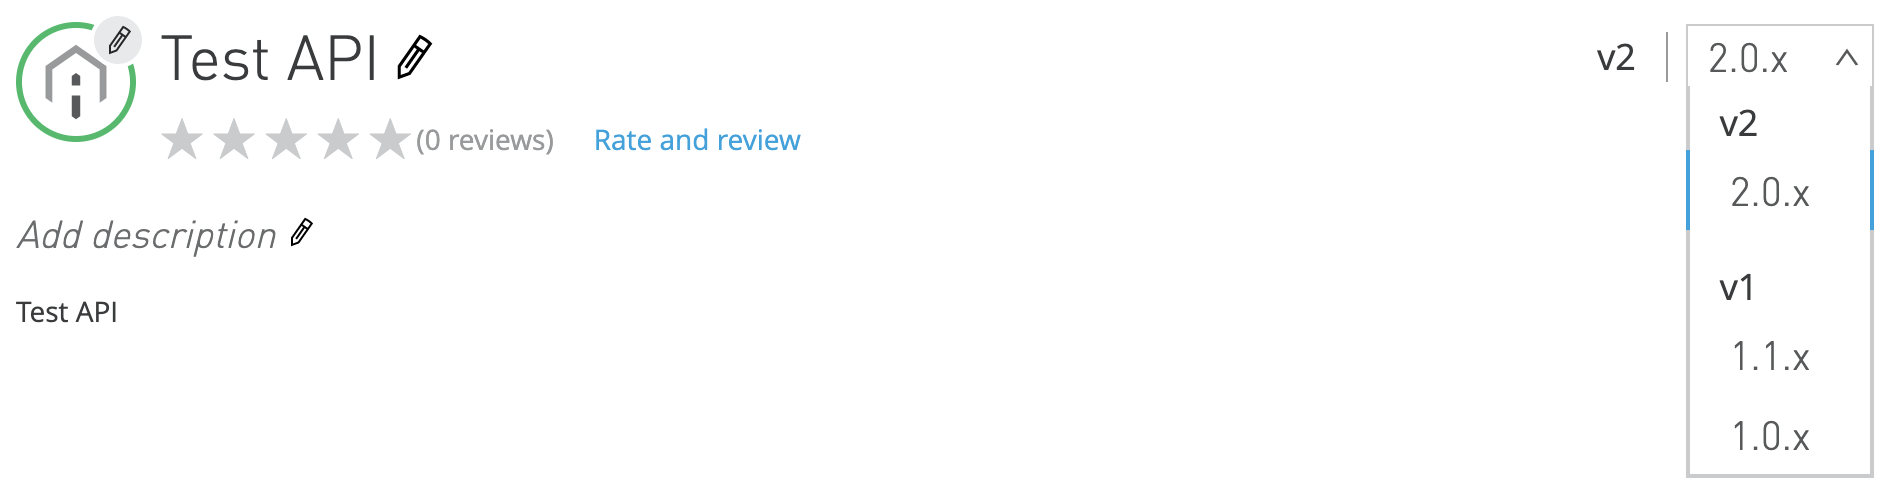 Test API
v2
2.0.x
(0 reviews)
Rate and review
v2
2.0.x
Add description
v1
Test API
1.1.x
1.0.x